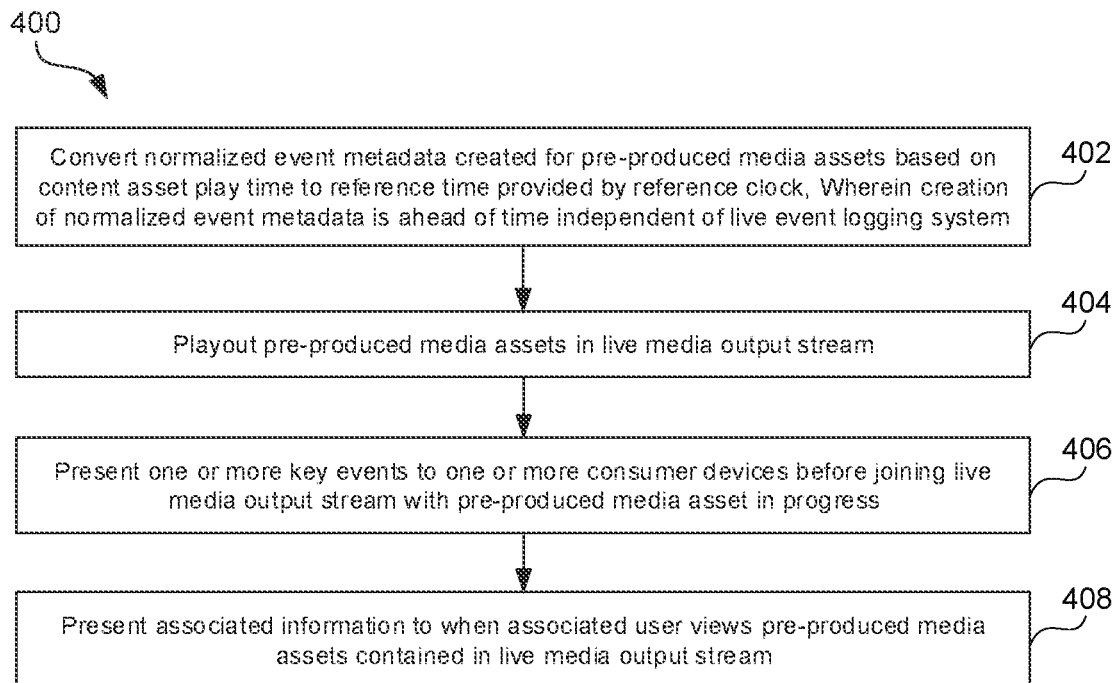 400
Convert normalized event metadata created for pre-produced media assets based on
content asset play time to reference time provided by reference clock, Wherein creation
of normalized event metadata is ahead of time independent of live event logging system
402
Playout pre-produced media assets in live media output stream
404
Present one or more key events to one or more consumer devices before joining live
media output stream with pre-produced media asset in progress
406
Present associated information to when associated user views pre-produced media
assets contained in live media output stream
408